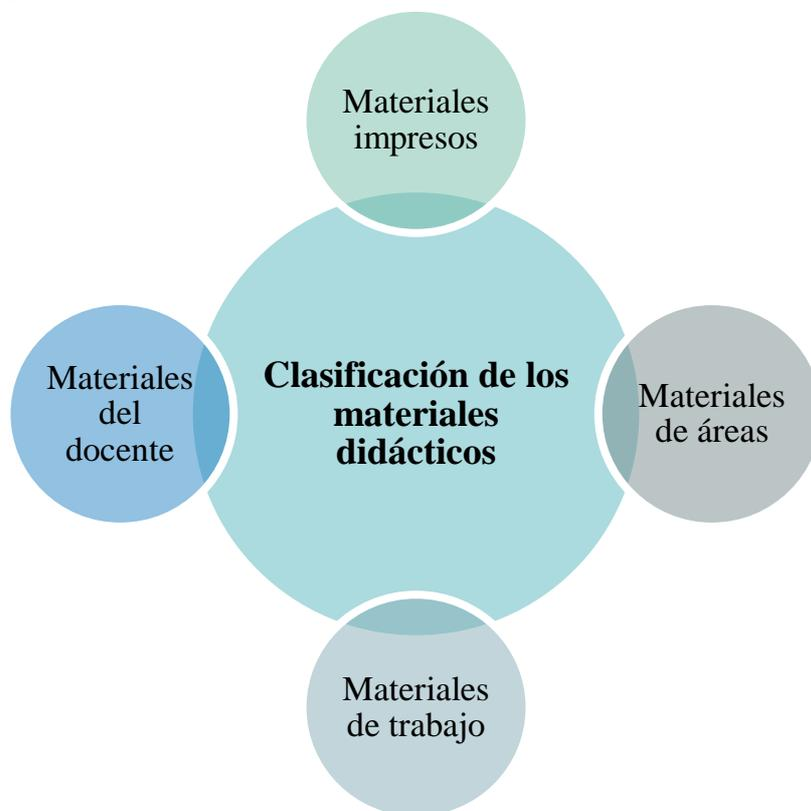 Materiales
impresos
Materiales
del
docente
Clasificación de los
materiales
didácticos
Materiales
de áreas
Materiales
de trabajo